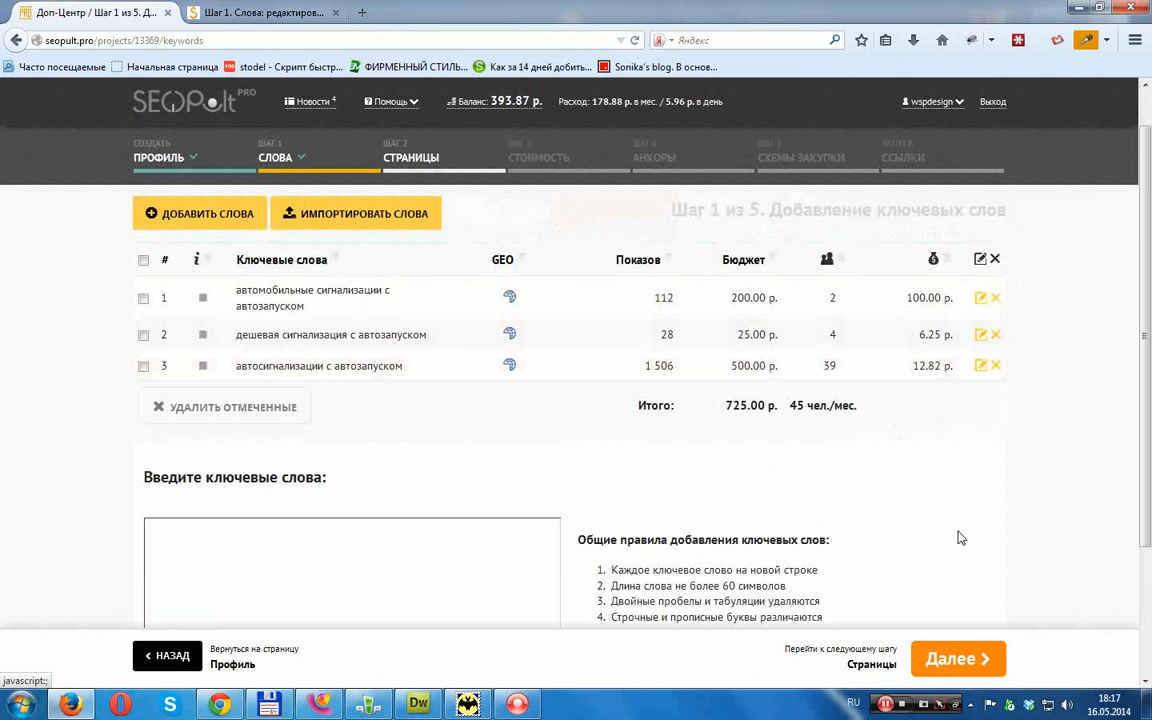 Доп-Центр / Шаг 1 из 5. Д...
Шаг 1. Слова: редактиров...
seopult.pro/projects/13369/keywords
Яндекс
Часто посещаемые
Начальная страница
stodel - Скрипт быстр...
ФИРМЕННЫЙ СТИЛЬ...
Как за 14 дней добить...
Sonika's blog. В основ...
SEOPult PRO
Новости 4
Помощь
Баланс: 393.87 р.
Расход: 178.88 р. в мес. / 5.96 р. в день
wspdesign
Выход
СОЗДАТЬ
ПРОФИЛЬ
ШАГ 1
СЛОВА
ШАГ 2
СТРАНИЦЫ
ШАГ 3
СТОИМОСТЬ
ШАГ 4
АНКОРЫ
ШАГ 5
СХЕМЫ ЗАКУПКИ
ССЫЛКИ
ДОБАВИТЬ СЛОВА
ИМПОРТИРОВАТЬ СЛОВА
Шаг 1 из 5. Добавление ключевых слов
# i Ключевые слова GEO Показов Бюджет
1 автомобильные сигнализации с автозапуском 112 200.00 р. 2 100.00 р.
2 дешевая сигнализация с автозапуском 28 25.00 р. 4 6.25 р.
3 автосигнализации с автозапуском 1 506 500.00 р. 39 12.82 р.
УДАЛИТЬ ОТМЕЧЕННЫЕ
Итого: 725.00 р. 45 чел./мес.
Введите ключевые слова:
Общие правила добавления ключевых слов:
1. Каждое ключевое слово на новой строке
2. Длина слова не более 60 символов
3. Двойные пробелы и табуляции удаляются
4. Строчные и прописные буквы различаются
НАЗАД
Вернуться на страницу
Профиль
Перейти к следующему шагу
Страницы
Далее
javascript:;
Dw
RU
18:17
16.05.2014